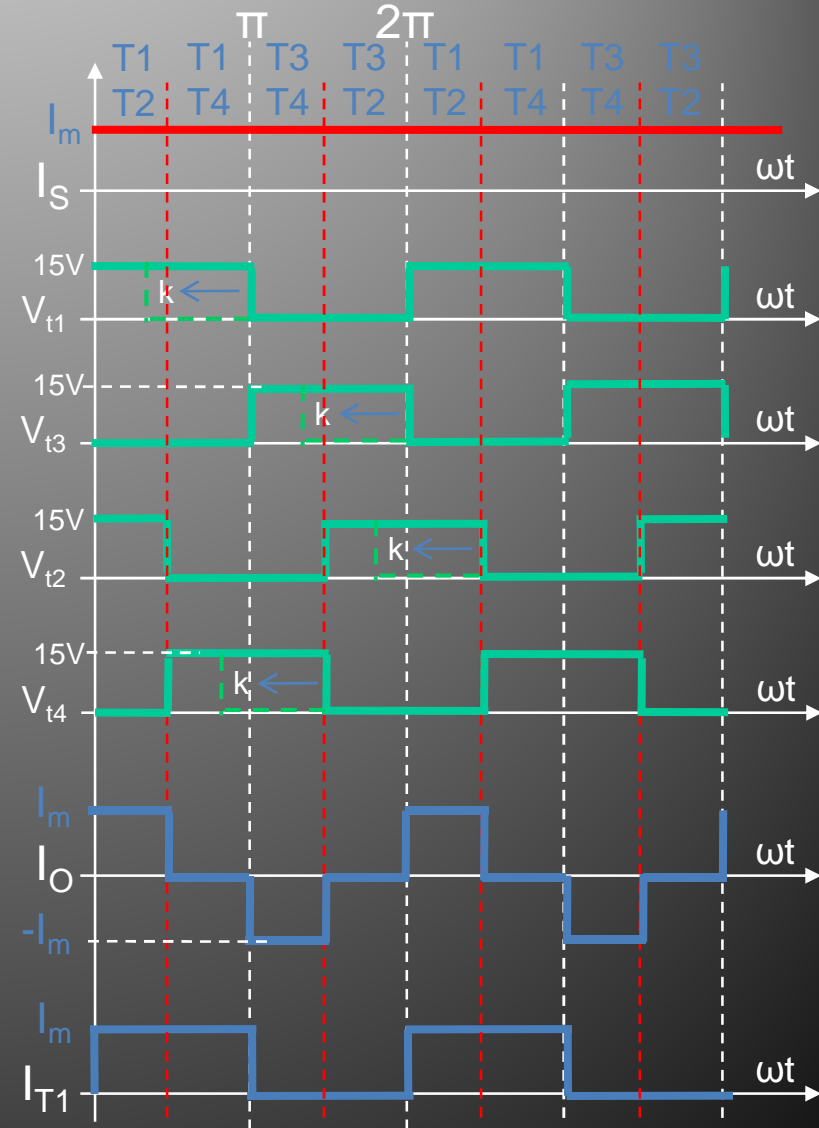 π 2π
T1 T1 T3 T3 T1 T1 T3 T3
T2 T4 T4 T2 T2 T4 T4 T2
Im
IS ωt
15V
k
Vt1 ωt
15V
k
Vt3 ωt
15V
k
Vt2 ωt
15V
k
Vt4 ωt
Im
IO ωt
-Im
Im
IT1 ωt